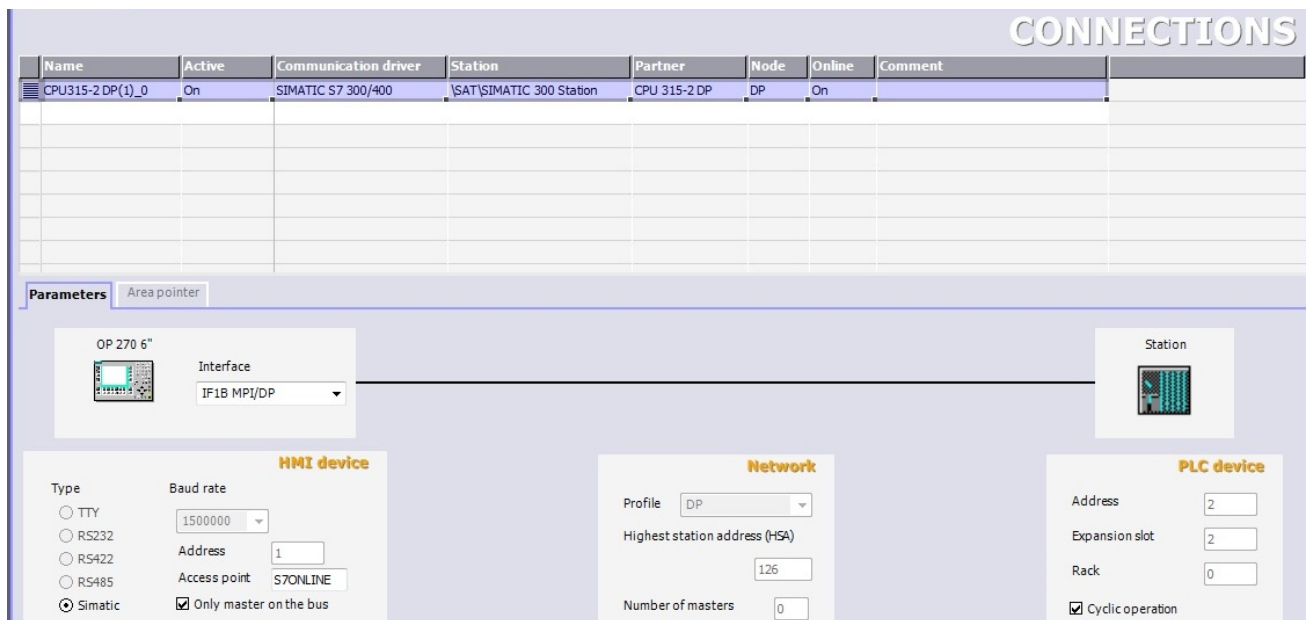 CONNECTIONS
Name Active Communication driver Station Partner Node Online Comment
CPU315-2 DP(1)_0 On SIMATIC S7 300/400 \SAT\SIMATIC 300 Station CPU 315-2 DP DP On
Parameters Area pointer
OP 270 6"
Interface
IF1B MPI/DP
Station
HMI device
Type Baud rate
TTY
1500000
RS232
RS422
Address 1
RS485
Access point S7ONLINE
Simatic
Only master on the bus
Network
Profile DP
Highest station address (HSA)
126
Number of masters 0
PLC device
Address 2
Expansion slot 2
Rack 0
Cyclic operation